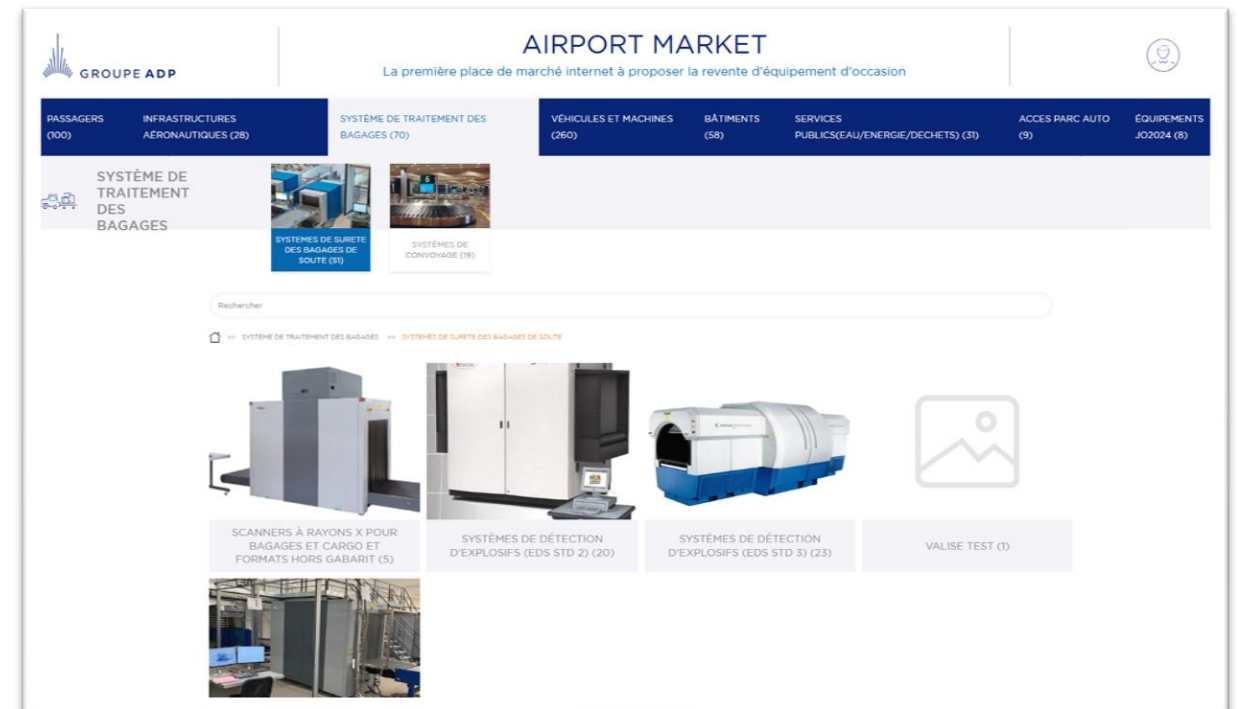 GROUPE ADP
AIRPORT MARKET
La première place de marché internet à proposer la revente d'équipement d'occasion
PASSAGERS
(100)
INFRASTRUCTURES
AÉRONAUTIQUES (28)
SYSTÈME DE TRAITEMENT DES
BAGAGES (70)
VÉHICULES ET MACHINES
(260)
BÂTIMENTS
(58)
SERVICES
PUBLICS(EAU/ENERGIE/DECHETS) (31)
ACCES PARC AUTO
(9)
ÉQUIPEMENTS
JO2024 (8)
SYSTÈME DE
TRAITEMENT
DES
BAGAGES
6
SYSTEMES DE SURETE
DES BAGAGES DE
SOUTE (51)
SYSTÈMES DE
CONVOYAGE (19)
Rechercher
>> SYSTEME DE TRAITEMENT DES BAGAGES >> SYSTEMES DE SURETE DES BAGAGES DE SOUTE
SCANNERS À RAYONS X POUR
BAGAGES ET CARGO ET
FORMATS HORS GABARIT (5)
SYSTÈMES DE DÉTECTION
D'EXPLOSIFS (EDS STD 2) (20)
SYSTÈMES DE DÉTECTION
D'EXPLOSIFS (EDS STD 3) (23)
VALISE TEST (1)